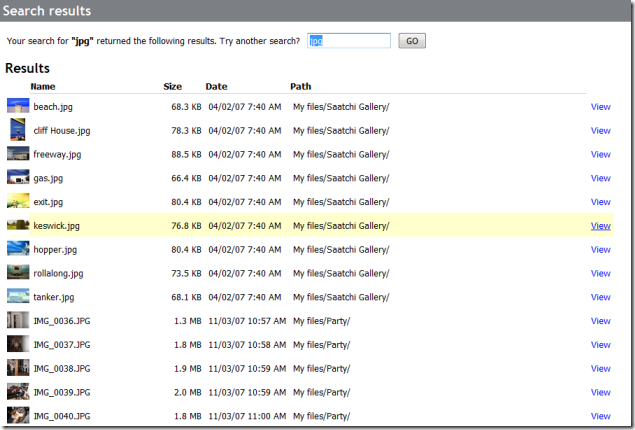 Search results
Your search for "jpg" returned the following results. Try another search? jpg GO
Results
Name Size Date Path
beach.jpg 68.3 KB 04/02/07 7:40 AM My files/Saatchi Gallery/ View
cliff House.jpg 78.3 KB 04/02/07 7:40 AM My files/Saatchi Gallery/ View
freeway.jpg 88.5 KB 04/02/07 7:40 AM My files/Saatchi Gallery/ View
gas.jpg 66.4 KB 04/02/07 7:40 AM My files/Saatchi Gallery/ View
exit.jpg 80.4 KB 04/02/07 7:40 AM My files/Saatchi Gallery/ View
keswick.jpg 76.8 KB 04/02/07 7:40 AM My files/Saatchi Gallery/ View
hopper.jpg 80.4 KB 04/02/07 7:40 AM My files/Saatchi Gallery/ View
rollalong.jpg 73.5 KB 04/02/07 7:40 AM My files/Saatchi Gallery/ View
tanker.jpg 68.1 KB 04/02/07 7:40 AM My files/Saatchi Gallery/ View
IMG_0036.JPG 1.3 MB 11/03/07 10:57 AM My files/Party/ View
IMG_0037.JPG 1.8 MB 11/03/07 10:58 AM My files/Party/ View
IMG_0038.JPG 1.9 MB 11/03/07 10:59 AM My files/Party/ View
IMG_0039.JPG 2.0 MB 11/03/07 10:59 AM My files/Party/ View
IMG_0040.JPG 1.8 MB 11/03/07 11:00 AM My files/Party/ View